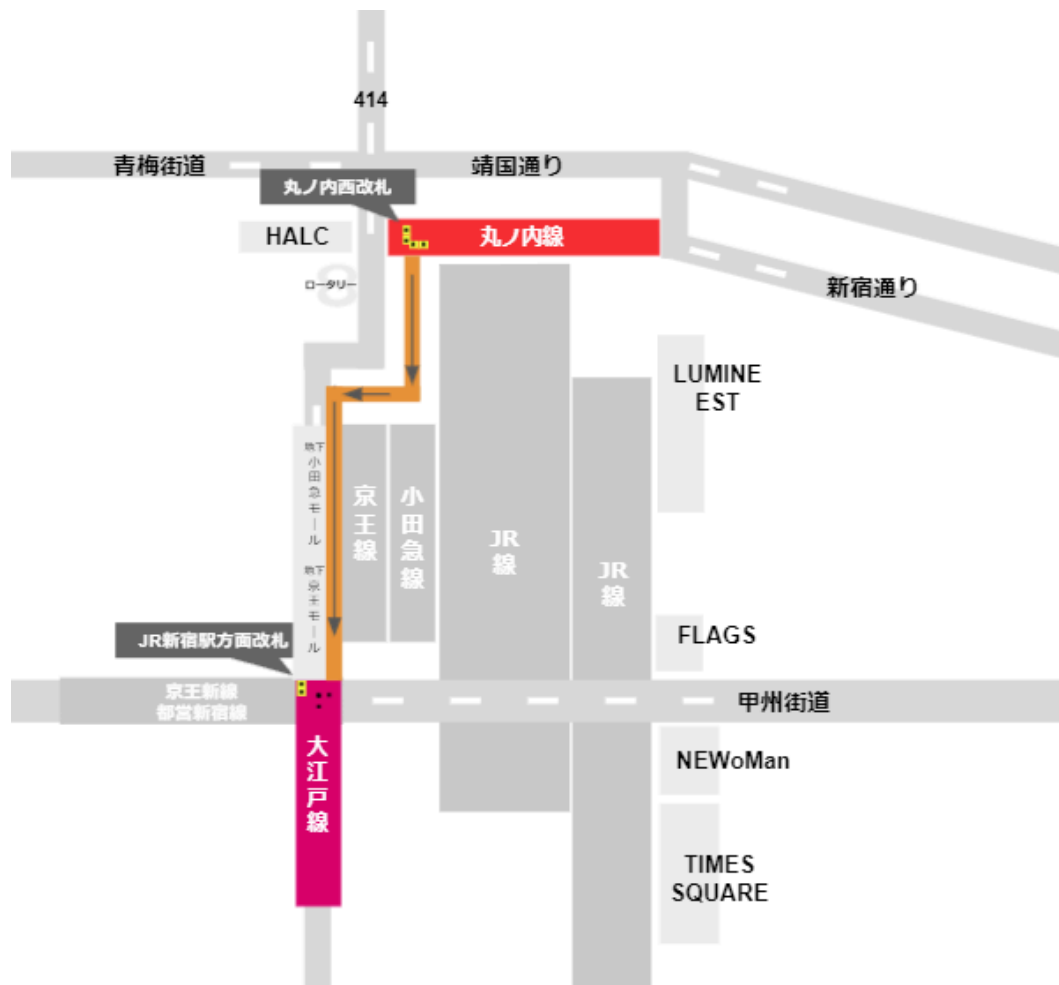 414
青梅街道
靖国通り
丸ノ内西改札
HALC
丸ノ内線
ロータリー
新宿通り
LUMINE
EST
地下
小田急モール
京王線
小田急線
JR線
JR線
地下
京王モール
FLAGS
JR新宿駅方面改札
京王新線
都営新宿線
甲州街道
大江戸線
NEWoMan
TIMES
SQUARE